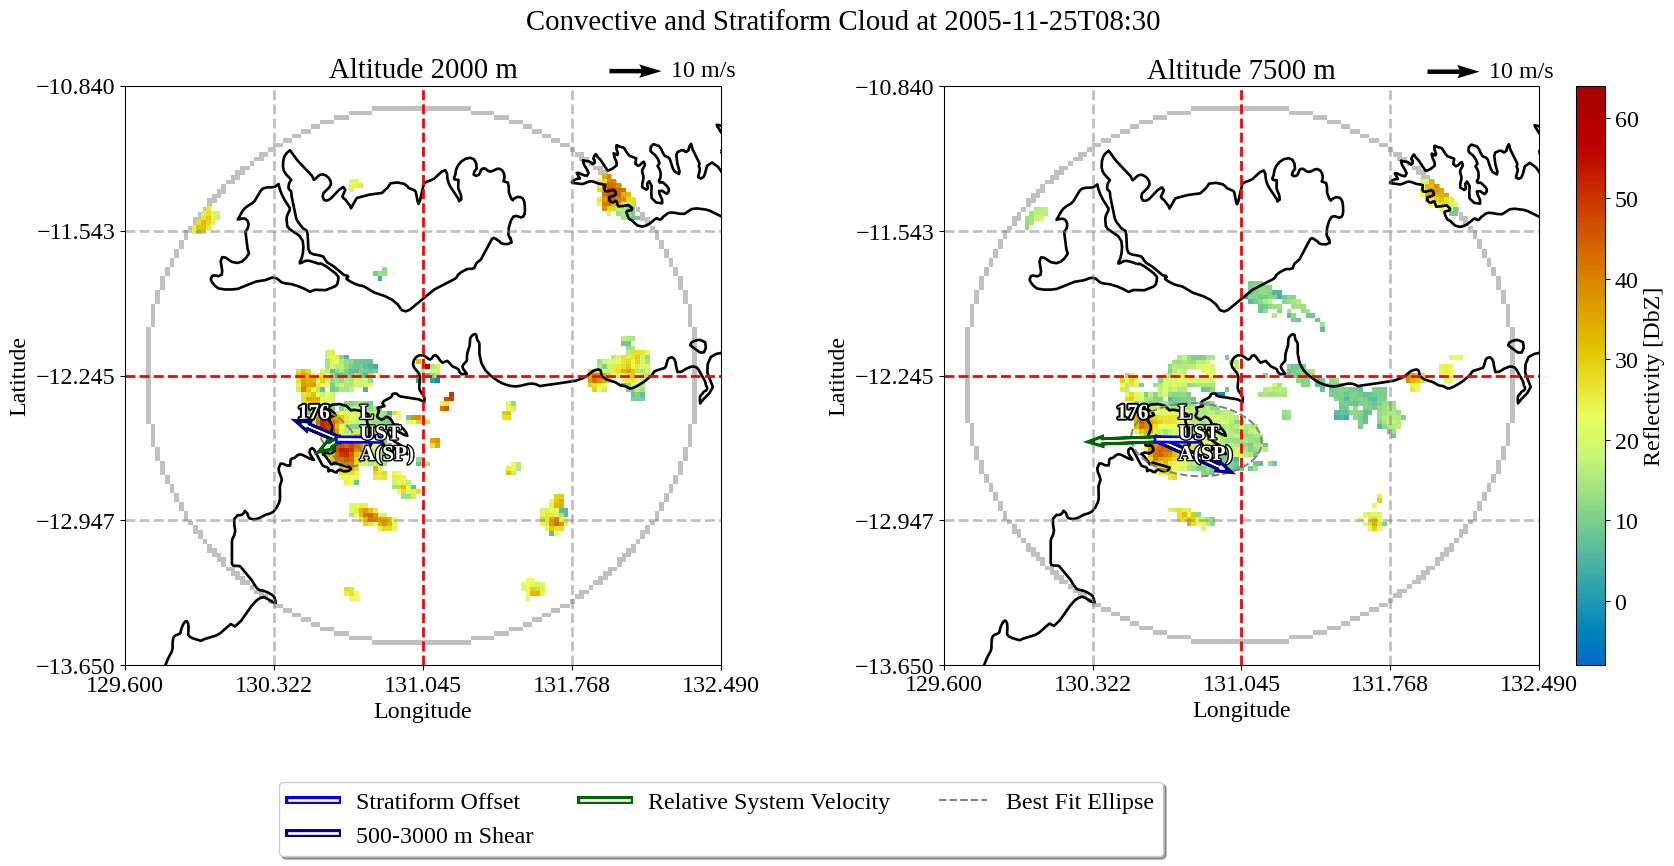 Convective and Stratiform Cloud at 2005-11-25T08:30
Altitude 2000 m
10 m/s
Altitude 7500 m
10 m/s
−10.840
−11.543
−12.245
−12.947
−13.650
129.600
130.322
131.045
131.768
132.490
Latitude
Longitude
176
L
UST
A(SP)
−10.840
−11.543
−12.245
−12.947
−13.650
129.600
130.322
131.045
131.768
132.490
Latitude
Longitude
176
L
UST
A(SP)
60
50
40
30
20
10
0
Reflectivity [DbZ]
Stratiform Offset
500-3000 m Shear
Relative System Velocity
Best Fit Ellipse